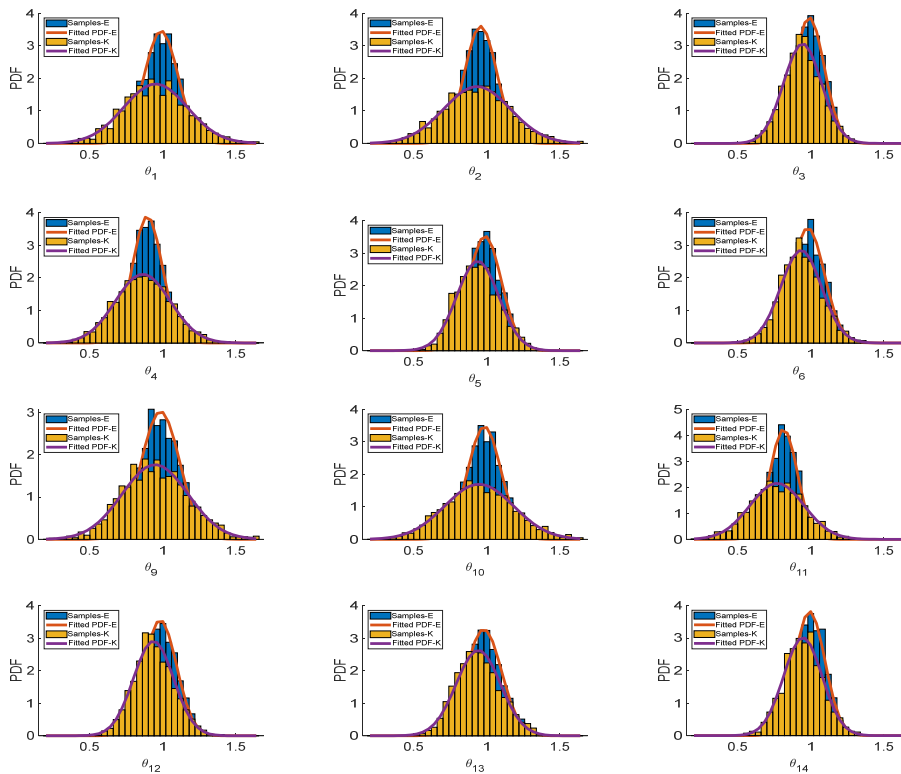 4
3
2
1
0
PDF
Samples-E
Fitted PDF-E
Samples-K
Fitted PDF-K
0.5 1 1.5
θ1
4
3
2
1
0
PDF
Samples-E
Fitted PDF-E
Samples-K
Fitted PDF-K
0.5 1 1.5
θ2
4
3
2
1
0
PDF
Samples-E
Fitted PDF-E
Samples-K
Fitted PDF-K
0.5 1 1.5
θ3
4
3
2
1
0
PDF
Samples-E
Fitted PDF-E
Samples-K
Fitted PDF-K
0.5 1 1.5
θ4
4
3
2
1
0
PDF
Samples-E
Fitted PDF-E
Samples-K
Fitted PDF-K
0.5 1 1.5
θ5
4
3
2
1
0
PDF
Samples-E
Fitted PDF-E
Samples-K
Fitted PDF-K
0.5 1 1.5
θ6
3
2
1
0
PDF
Samples-E
Fitted PDF-E
Samples-K
Fitted PDF-K
0.5 1 1.5
θ9
4
3
2
1
0
PDF
Samples-E
Fitted PDF-E
Samples-K
Fitted PDF-K
0.5 1 1.5
θ10
5
4
3
2
1
0
PDF
Samples-E
Fitted PDF-E
Samples-K
Fitted PDF-K
0.5 1 1.5
θ11
4
3
2
1
0
PDF
Samples-E
Fitted PDF-E
Samples-K
Fitted PDF-K
0.5 1 1.5
θ12
4
3
2
1
0
PDF
Samples-E
Fitted PDF-E
Samples-K
Fitted PDF-K
0.5 1 1.5
θ13
4
3
2
1
0
PDF
Samples-E
Fitted PDF-E
Samples-K
Fitted PDF-K
0.5 1 1.5
θ14